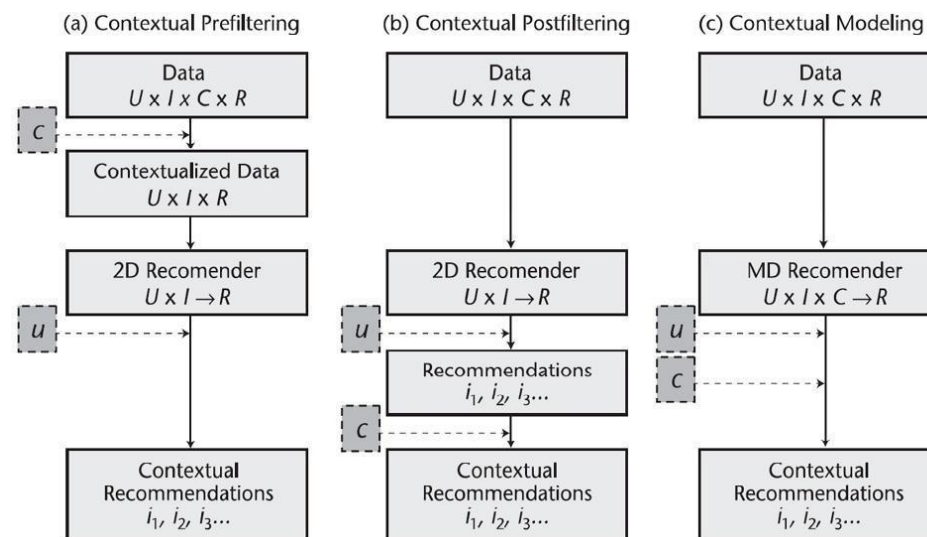 (a) Contextual Prefiltering
Data
U x I x C x R
c
Contextualized Data
U x I x R
2D Recomender
U x I → R
u
Contextual
Recommendations
i₁, i₂, i₃...
(b) Contextual Postfiltering
Data
U x I x C x R
2D Recomender
U x I → R
u
Recommendations
i₁, i₂, i₃...
c
Contextual
Recommendations
i₁, i₂, i₃...
(c) Contextual Modeling
Data
U x I x C x R
MD Recomender
U x I x C → R
u
c
Contextual
Recommendations
i₁, i₂, i₃...